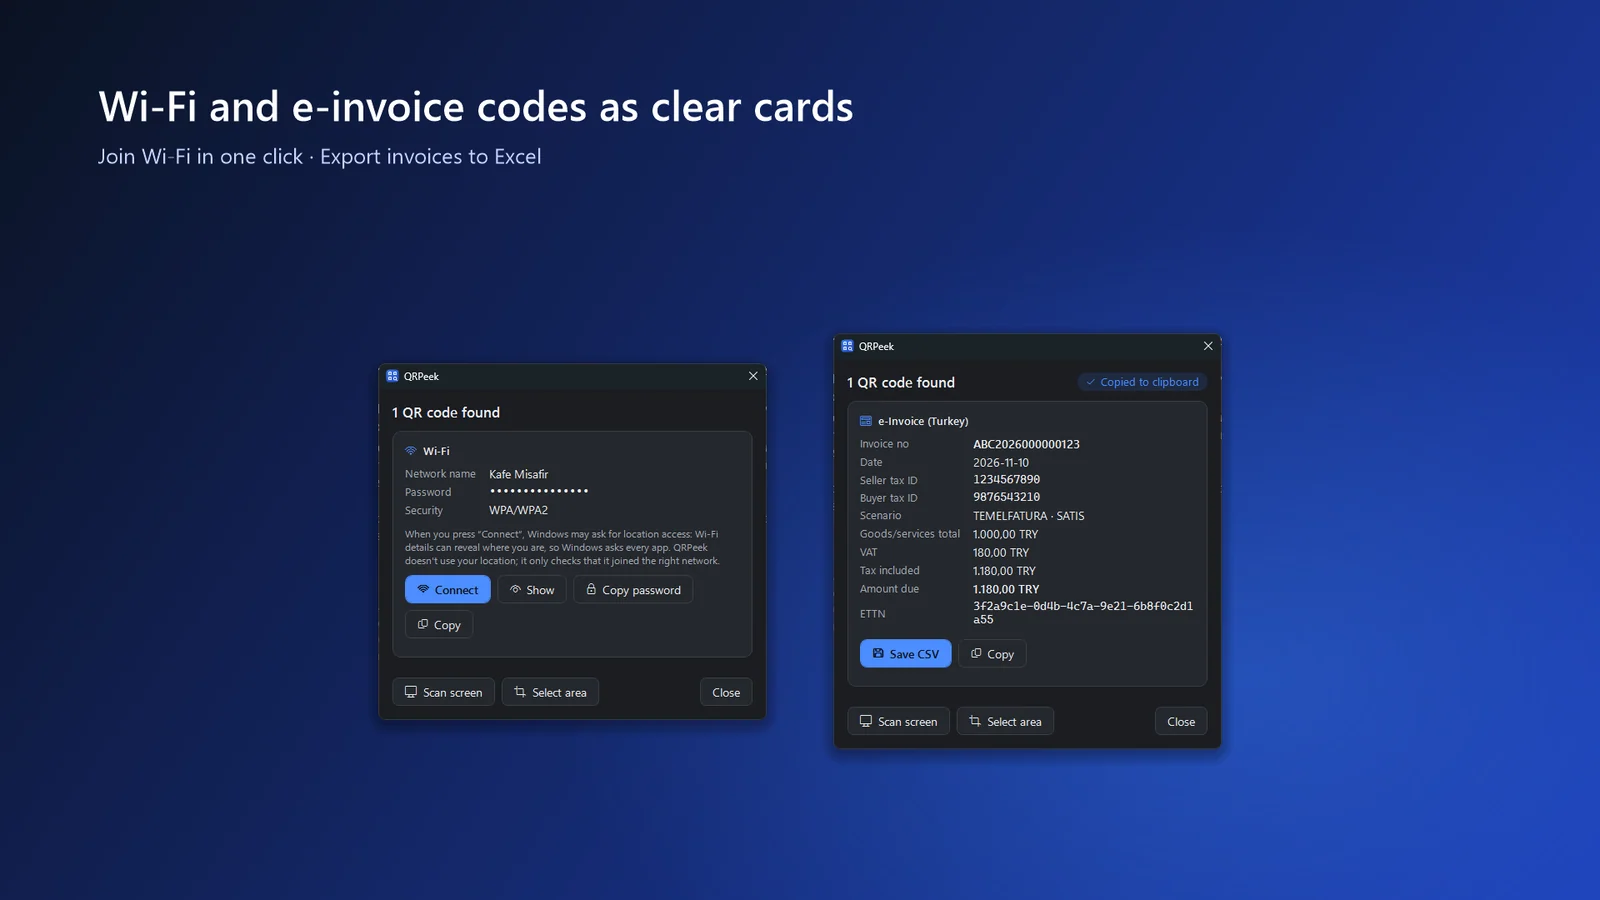 Wi-Fi and e-invoice codes as clear cards
Join Wi-Fi in one click · Export invoices to Excel
QRPeek
1 QR code found
Wi-Fi
Network name Kafe Misafir
Password •••••••••••••••
Security WPA/WPA2
When you press "Connect", Windows may ask for location access: Wi-Fi
details can reveal where you are, so Windows asks every app. QRPeek
doesn't use your location; it only checks that it joined the right network.
Connect Show Copy password
Copy
Scan screen Select area Close
QRPeek
1 QR code found Copied to clipboard
e-Invoice (Turkey)
Invoice no ABC2026000000123
Date 2026-11-10
Seller tax ID 1234567890
Buyer tax ID 9876543210
Scenario TEMELFATURA · SATIS
Goods/services total 1.000,00 TRY
VAT 180,00 TRY
Tax included 1.180,00 TRY
Amount due 1.180,00 TRY
ETTN 3f2a9c1e-0d4b-4c7a-9e21-6b8f0c2d1
a55
Save CSV Copy
Scan screen Select area Close